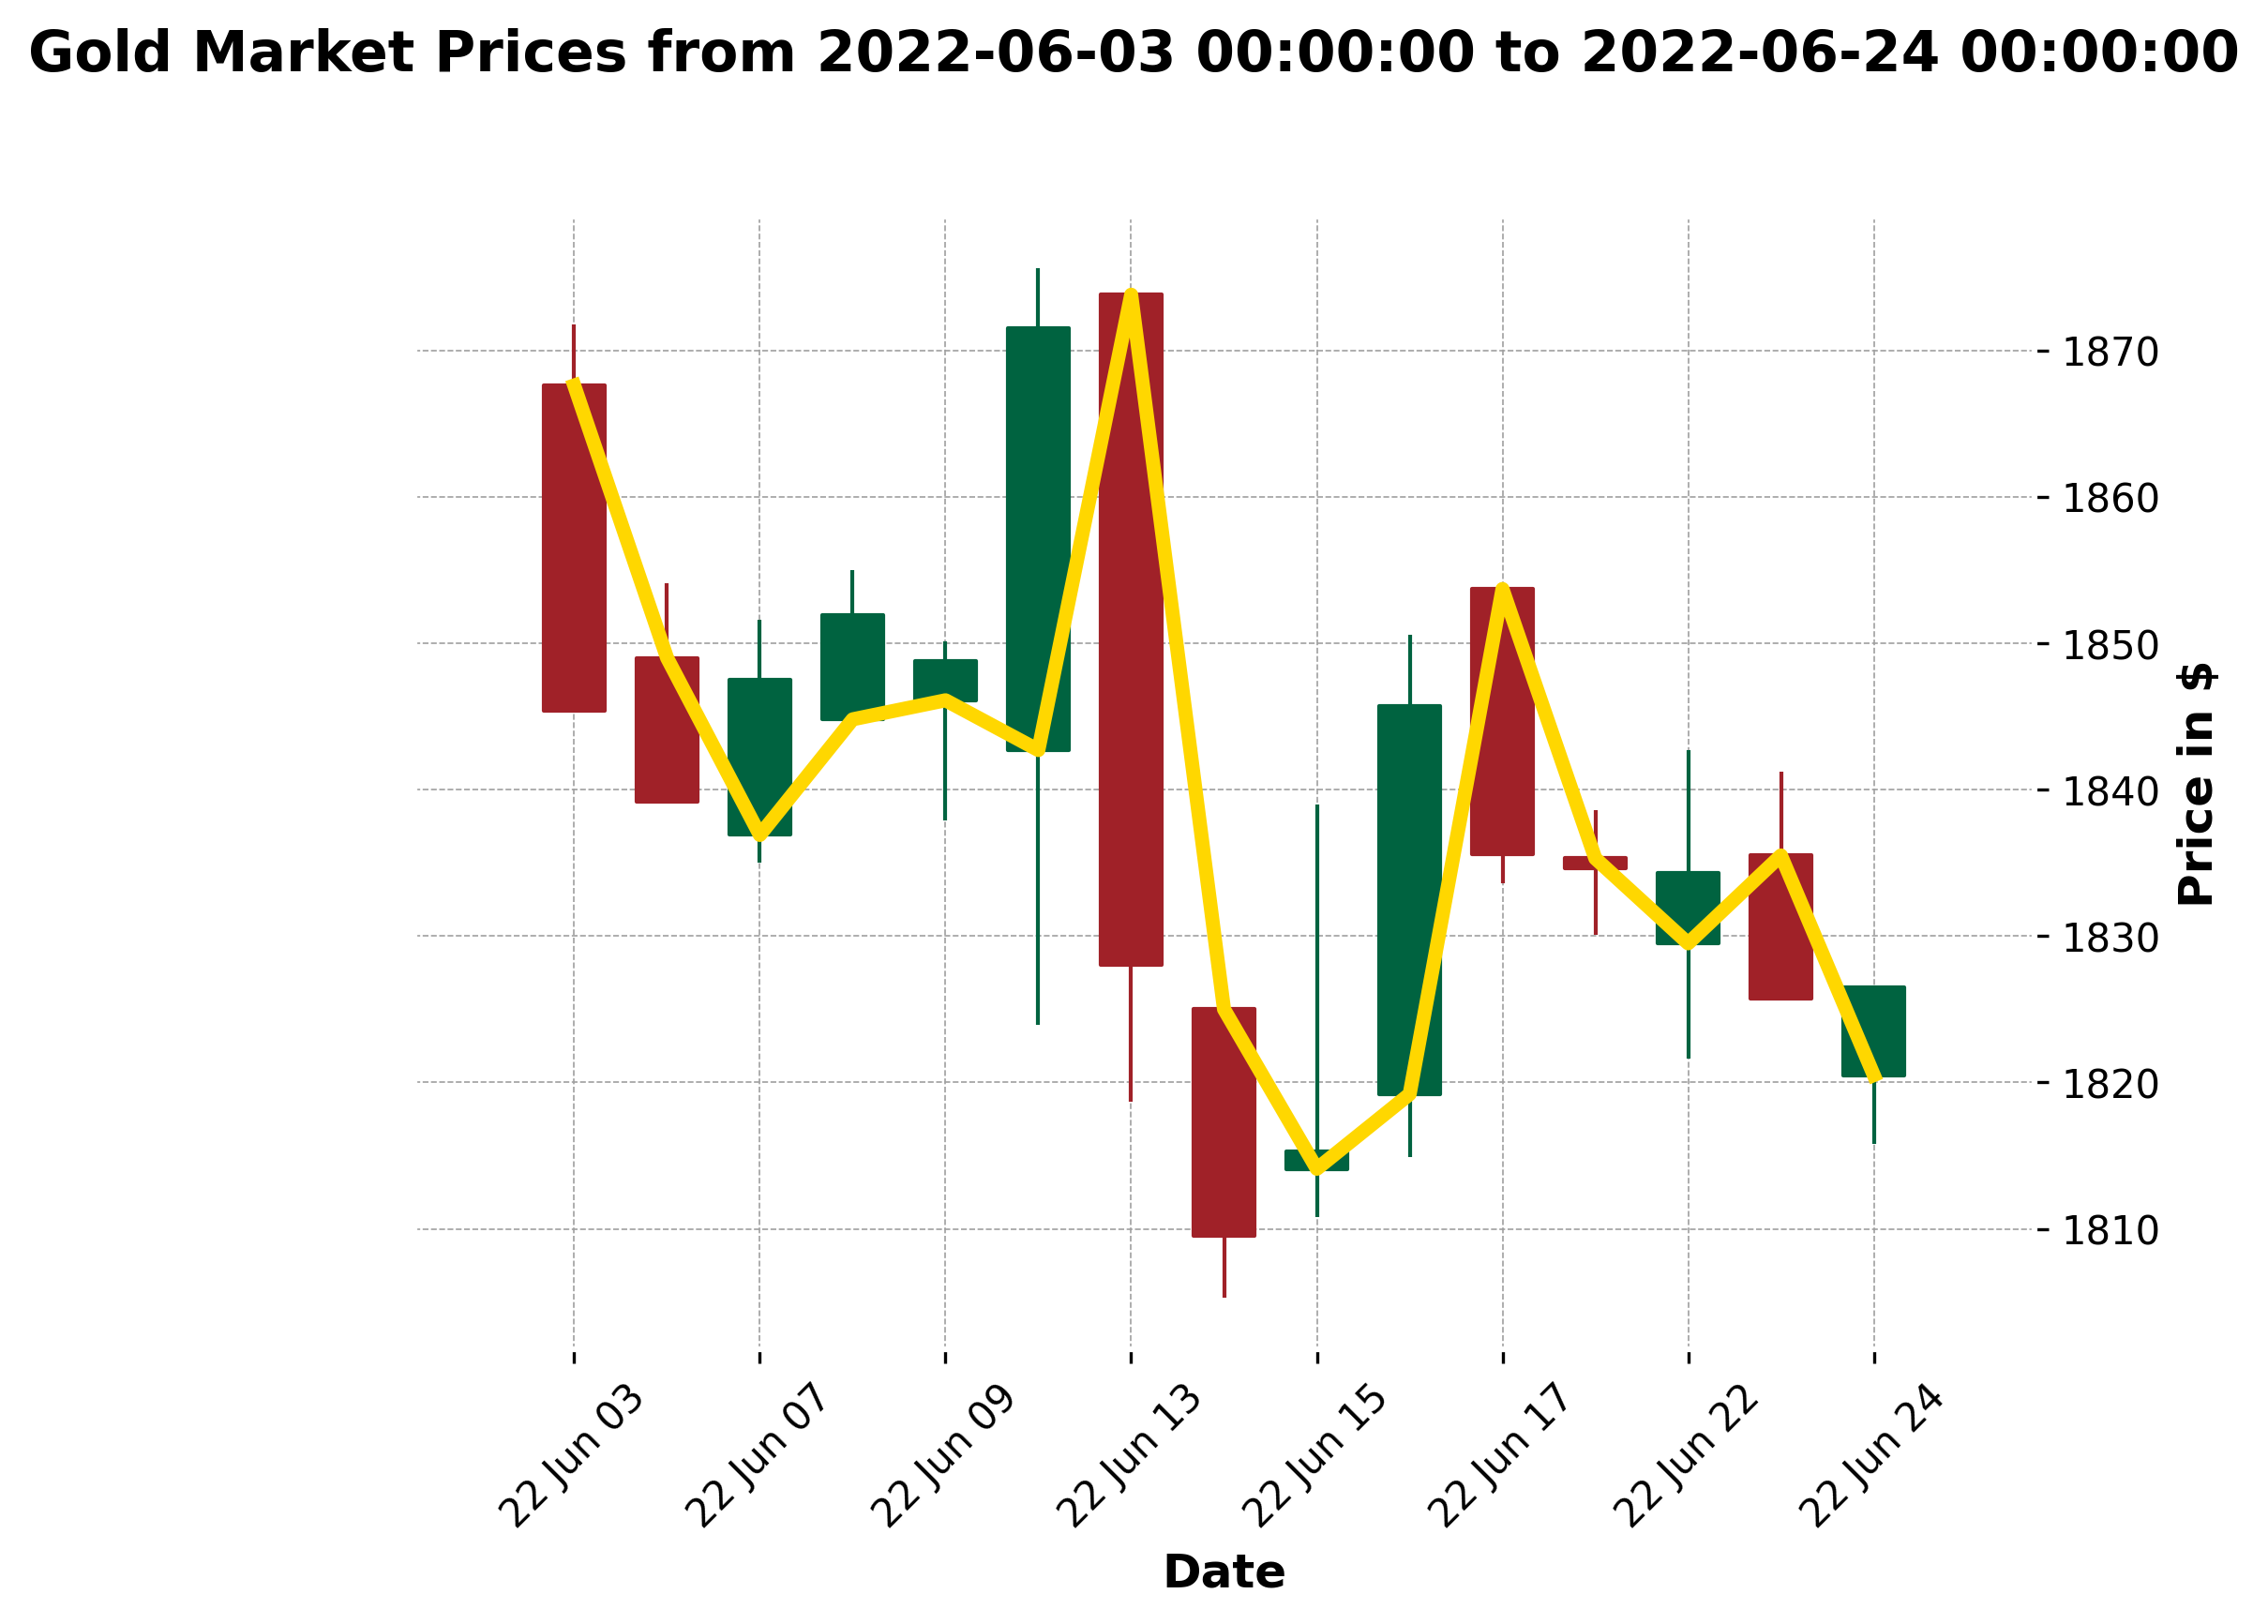 Gold Market Prices from 2022-06-03 00:00:00 to 2022-06-24 00:00:00
1870
1860
1850
1840
1830
1820
1810
Price in $
22 Jun 03
22 Jun 07
22 Jun 09
22 Jun 13
22 Jun 15
22 Jun 17
22 Jun 22
22 Jun 24
Date